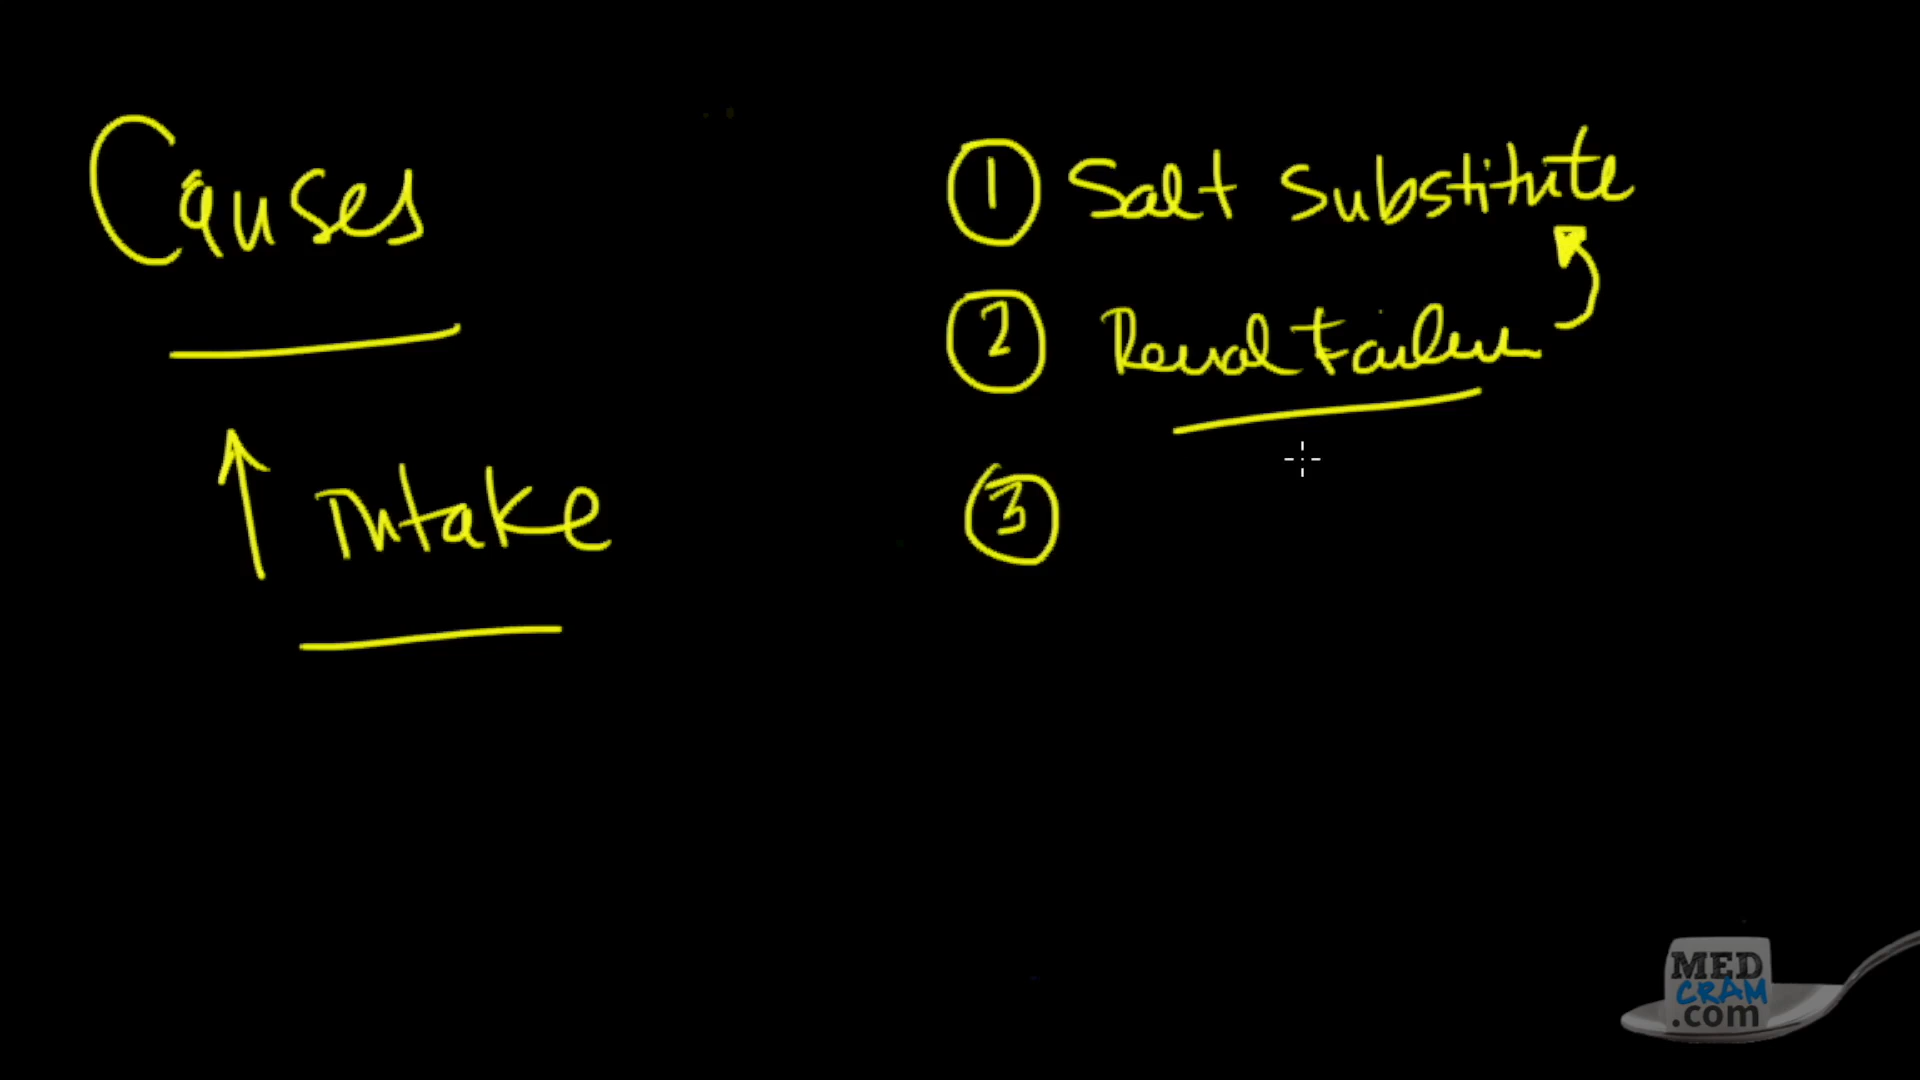 Causes
↑ Intake
① Salt Substitute
② Renal Failure
③
MED
CRAM
.com